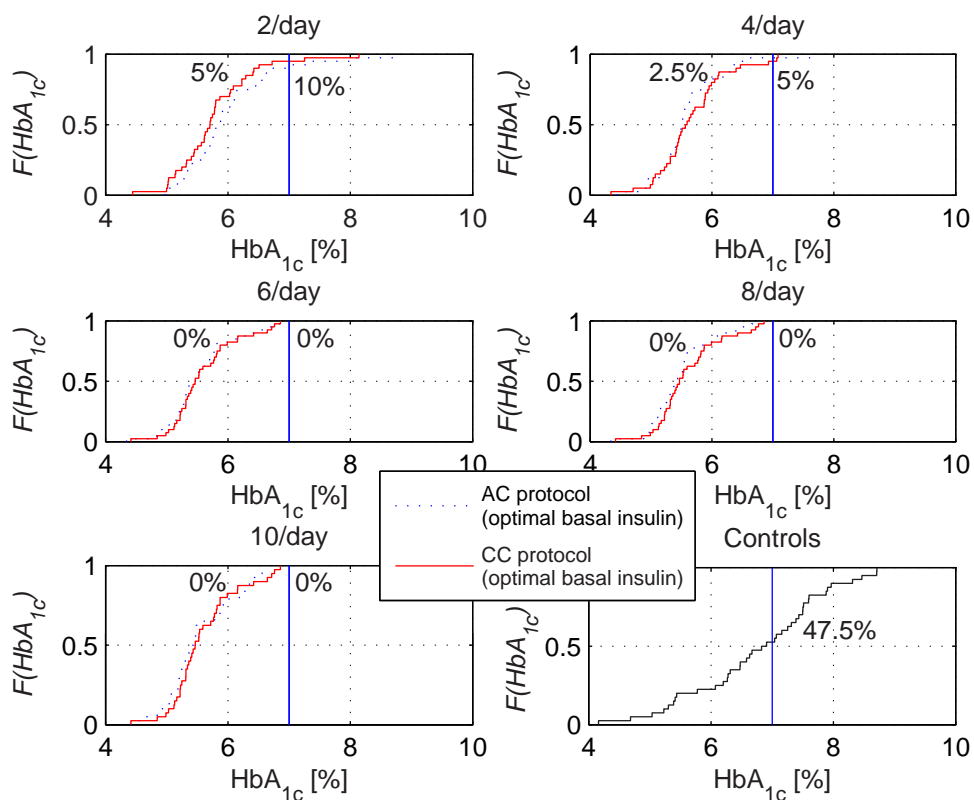 2/day
4/day
1
0.5
0
F(HbA1c)
5%
10%
4
6
8
10
HbA1c [%]
1
0.5
0
F(HbA1c)
2.5%
5%
4
6
8
10
HbA1c [%]
6/day
8/day
1
0.5
0
F(HbA1c)
0%
0%
4
6
8
10
HbA1c [%]
1
0.5
0
F(HbA1c)
0%
0%
4
6
8
10
HbA1c [%]
AC protocol
(optimal basal insulin)
CC protocol
(optimal basal insulin)
10/day
Controls
1
0.5
0
F(HbA1c)
0%
0%
4
6
8
10
HbA1c [%]
0.5
0
F(HbA1c)
47.5%
4
6
8
10
HbA1c [%]